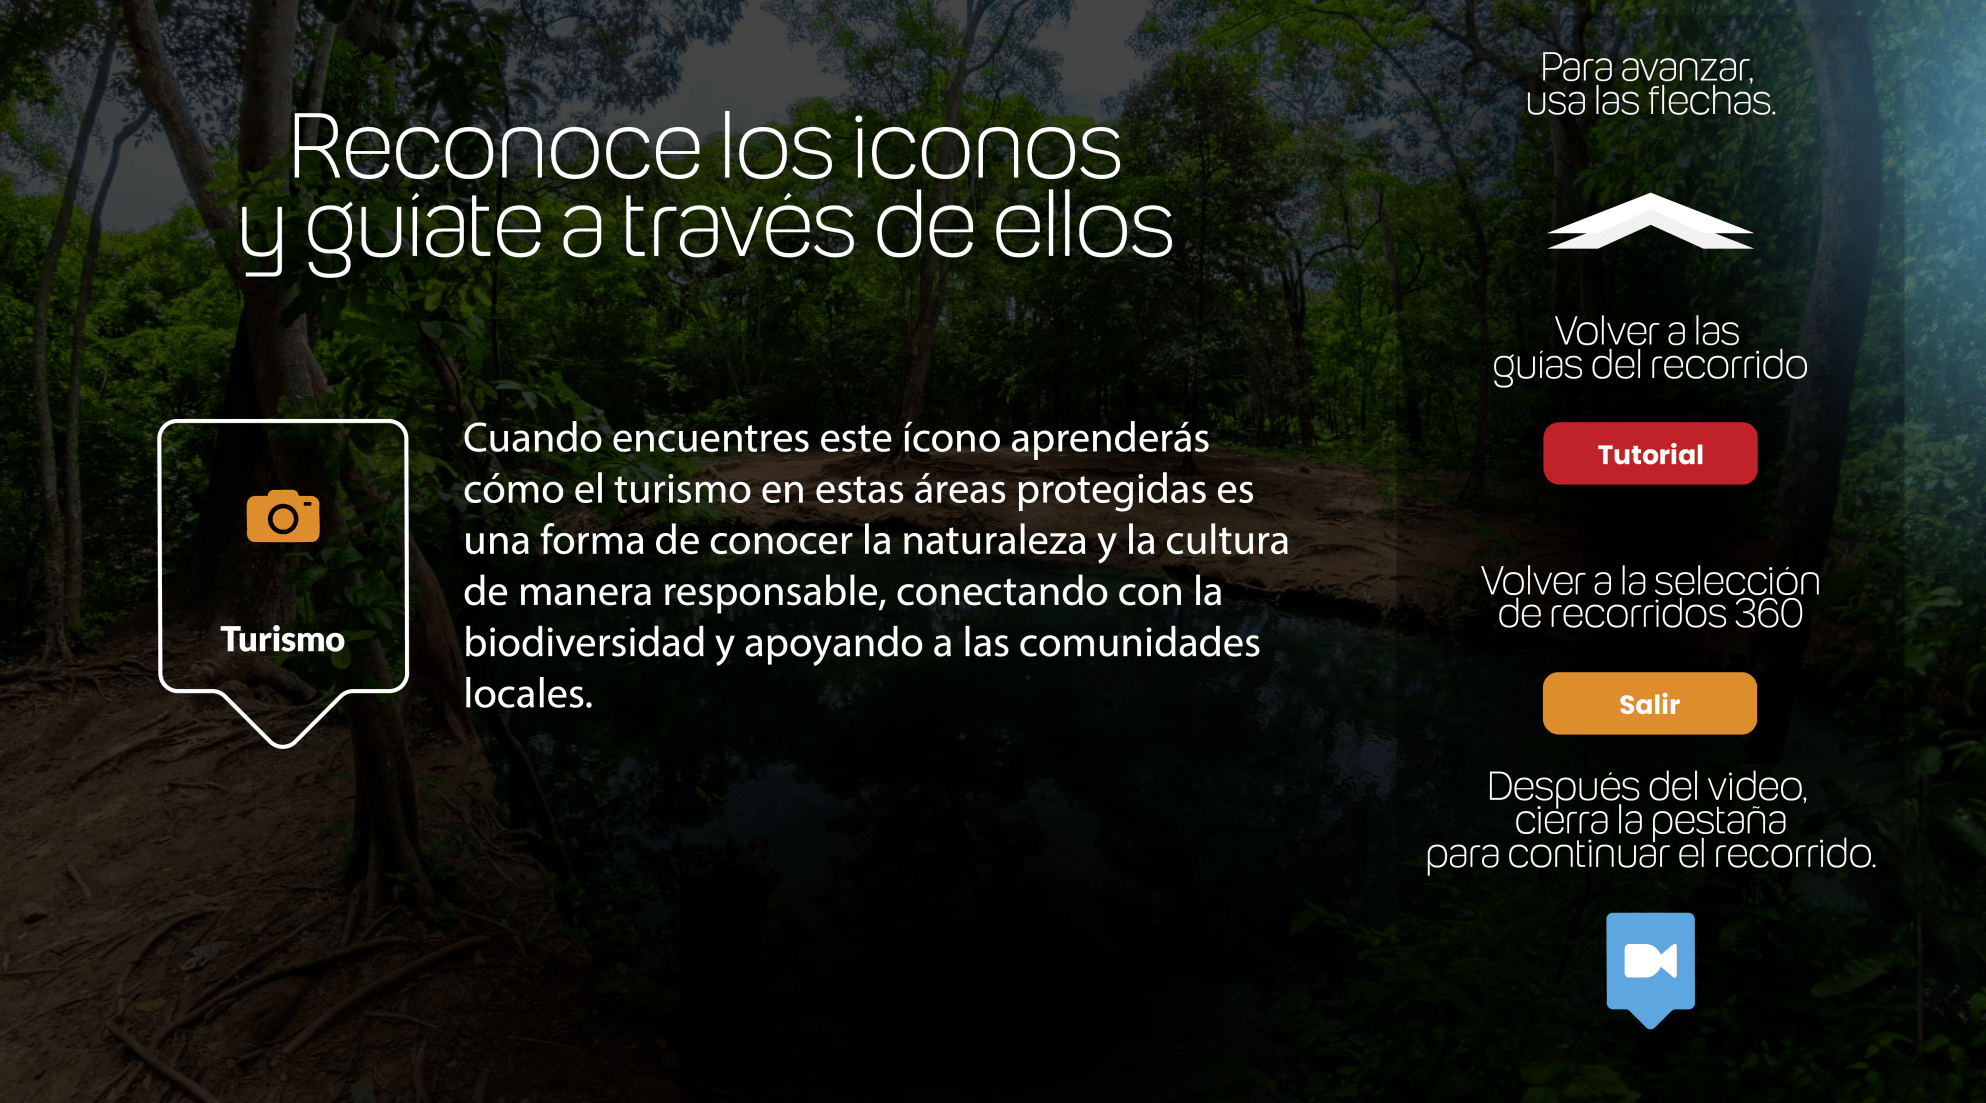 Reconoce los iconos
y guíate a través de ellos
Turismo
Cuando encuentres este ícono aprenderás
cómo el turismo en estas áreas protegidas es
una forma de conocer la naturaleza y la cultura
de manera responsable, conectando con la
biodiversidad y apoyando a las comunidades
locales.
Para avanzar,
usa las flechas.
Volver a las
guías del recorrido
Tutorial
Volver a la selección
de recorridos 360
Salir
Después del video,
cierra la pestaña
para continuar el recorrido.